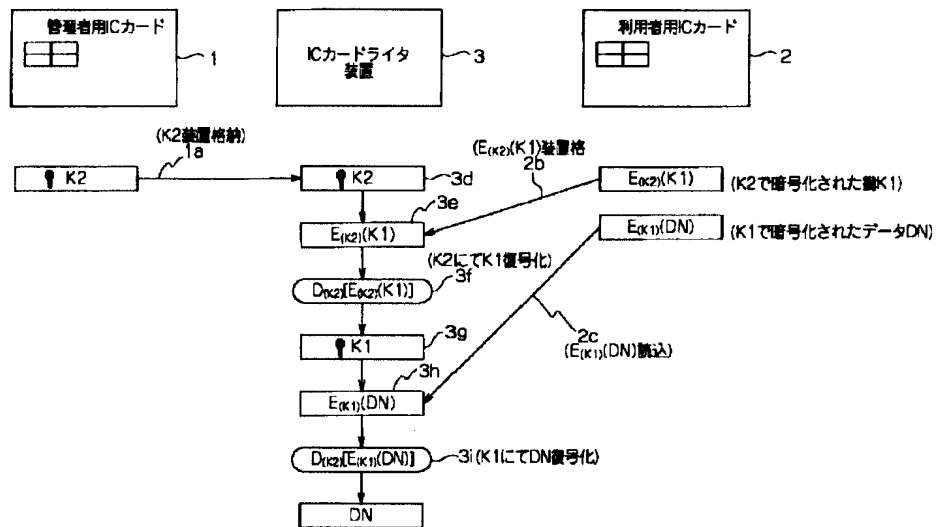 管理者用ICカード
1
ICカードライタ
装置
3
利用者用ICカード
2
(K2装置格納)
1a
K2
K2
3d
(E(K2)(K1)装置格
2b
E(K2)(K1)
(K2で暗号化された鍵K1)
3e
E(K2)(K1)
E(K1)(DN)
(K1で暗号化されたデータDN)
(K2にてK1復号化)
3f
D(K2)[E(K2)(K1)]
K1
3g
2c
(E(K1)(DN)読込)
3h
E(K1)(DN)
D(K2)[E(K1)(DN)]
3i(K1にてDN復号化)
DN